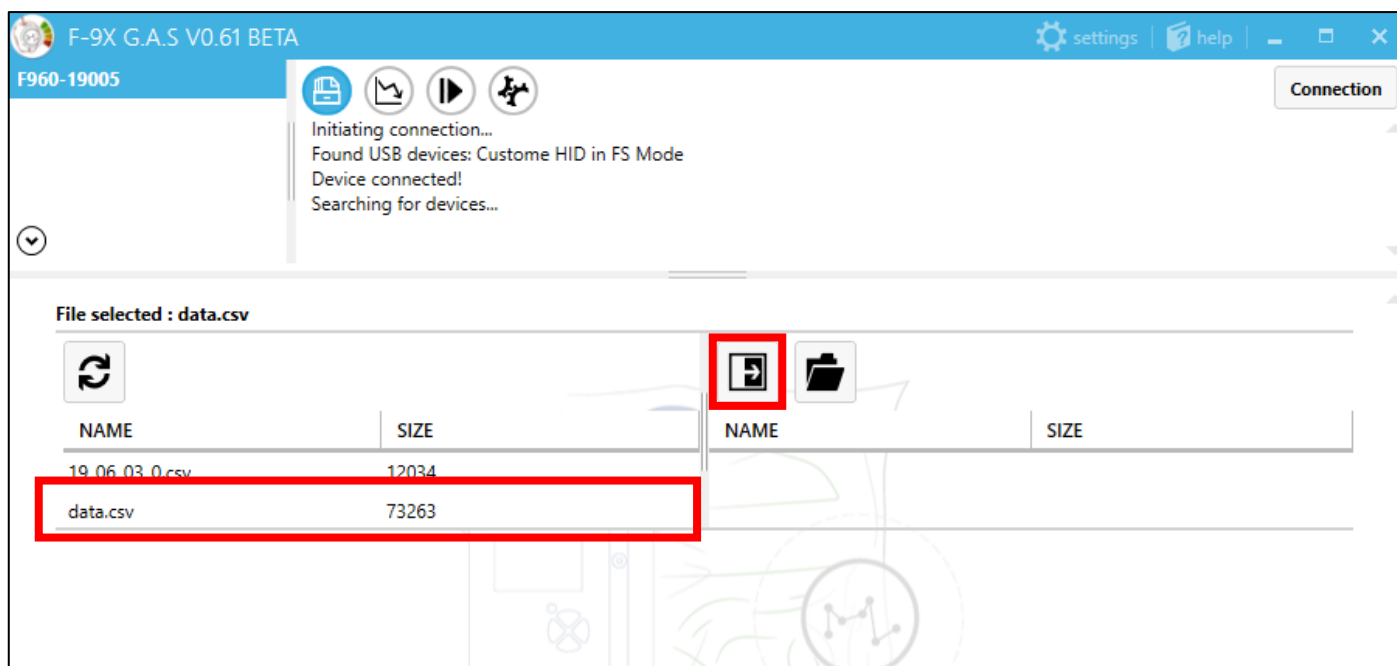 F-9X G.A.S V0.61 BETA
settings
help
F960-19005
Connection
Initiating connection...
Found USB devices: Custome HID in FS Mode
Device connected!
Searching for devices...
File selected : data.csv
NAME SIZE NAME SIZE
19_06_03_0.csv 12034
data.csv 73263